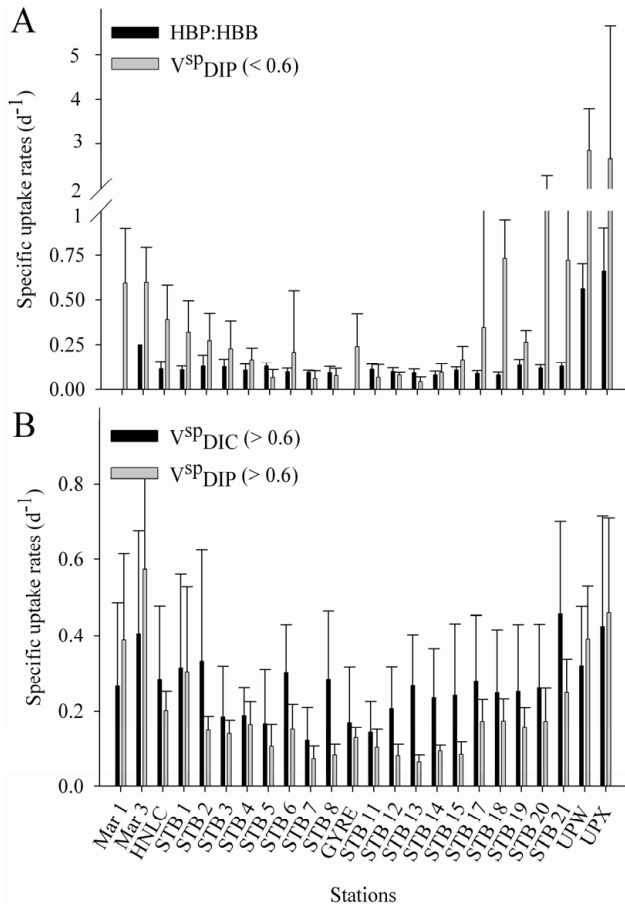 A
HBP:HBB
V^sp_DIP (< 0.6)
Specific uptake rates (d^-1)
5
4
3
2
1
0.75
0.50
0.25
0.00
B
V^sp_DIC (> 0.6)
V^sp_DIP (> 0.6)
Specific uptake rates (d^-1)
0.8
0.6
0.4
0.2
0.0
Mar 1
Mar 3
HNLC
STB 1
STB 2
STB 3
STB 4
STB 5
STB 6
STB 7
STB 8
GYRE
STB 11
STB 12
STB 13
STB 14
STB 15
STB 17
STB 18
STB 19
STB 20
STB 21
UPW
UPX
Stations